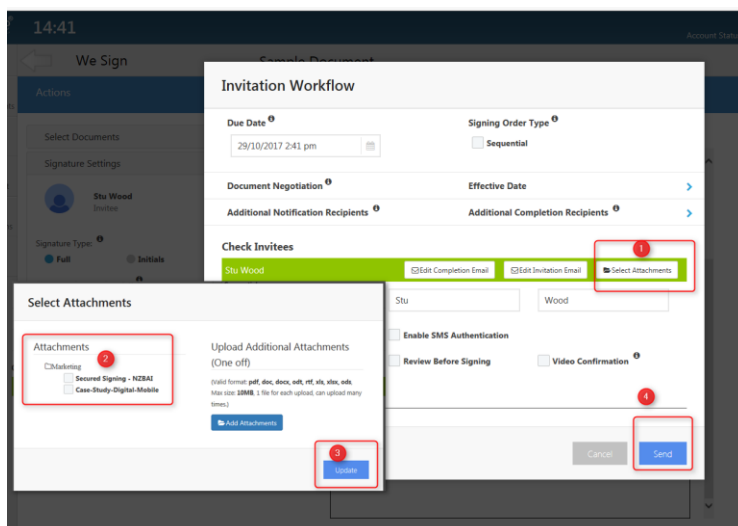 14:41
Account Statu
We Sign
Sample Document
Actions
Select Documents
Signature Settings
Stu Wood
Invitee
Signature Type:
Full Initials
Invitation Workflow
Due Date
29/10/2017 2:41 pm
Signing Order Type
Sequential
Document Negotiation
Effective Date
Additional Notification Recipients
Additional Completion Recipients
Check Invitees
1
Stu Wood
Edit Completion Email
Edit Invitation Email
Select Attachments
Stu
Wood
Enable SMS Authentication
Review Before Signing
Video Confirmation
4
Cancel
Send
Select Attachments
Attachments
2
Marketing
Secured Signing - NZBAI
Case-Study-Digital-Mobile
Upload Additional Attachments
(One off)
(Valid format: pdf, doc, docx, odt, rtf, xls, xlsx, ods,
Max size: 10MB, 1 file for each upload, can upload many
times.)
Add Attachments
3
Update